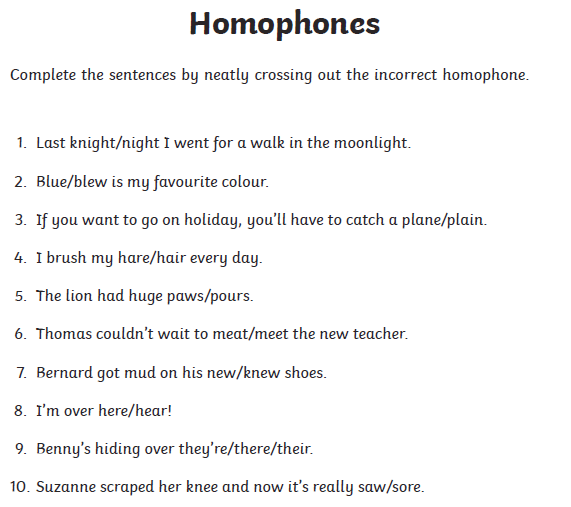 Homophones
Complete the sentences by neatly crossing out the incorrect homophone.
1. Last knight/night I went for a walk in the moonlight.
2. Blue/blew is my favourite colour.
3. If you want to go on holiday, you’ll have to catch a plane/plain.
4. I brush my hare/hair every day.
5. The lion had huge paws/pours.
6. Thomas couldn’t wait to meat/meet the new teacher.
7. Bernard got mud on his new/knew shoes.
8. I’m over here/hear!
9. Benny’s hiding over they’re/there/their.
10. Suzanne scraped her knee and now it’s really saw/sore.